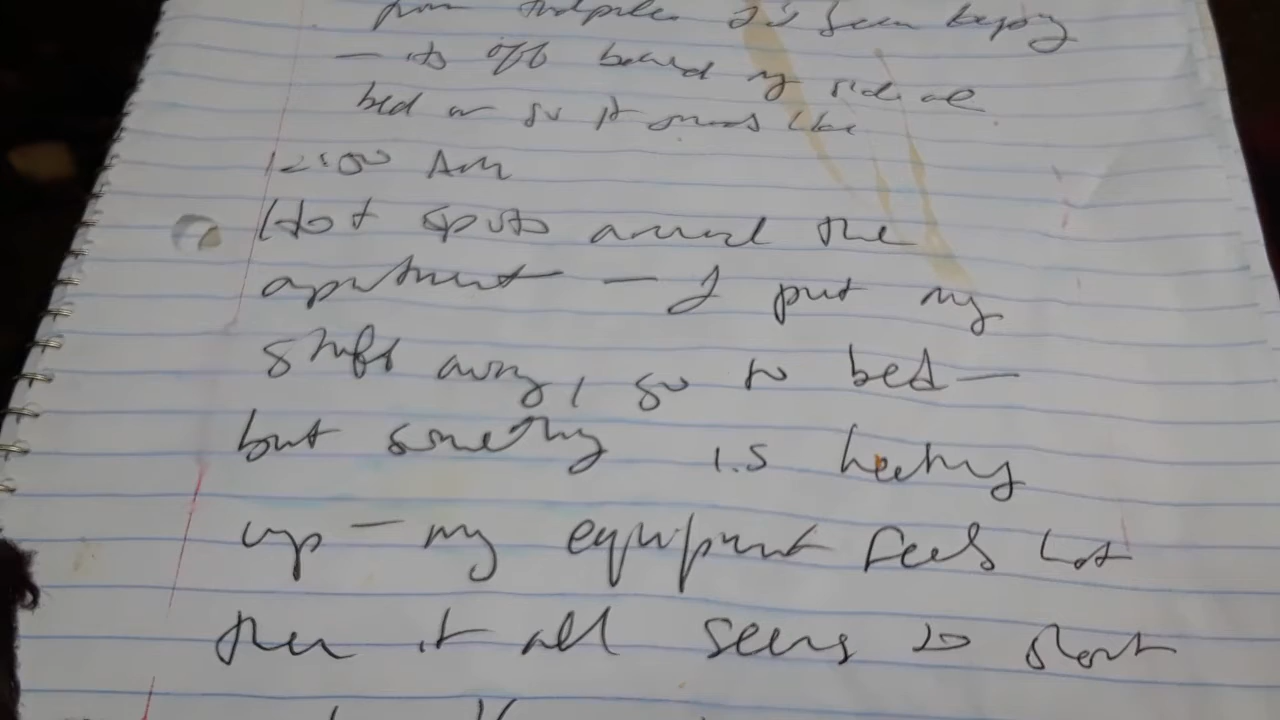 from
— its off behind my side of
bed or so it sounds like
12:00 AM
Hot spots around the
apartment — I put my
stuff away, go to bed —
but something is heating
up — my equipment feels hot
then it all seems to start